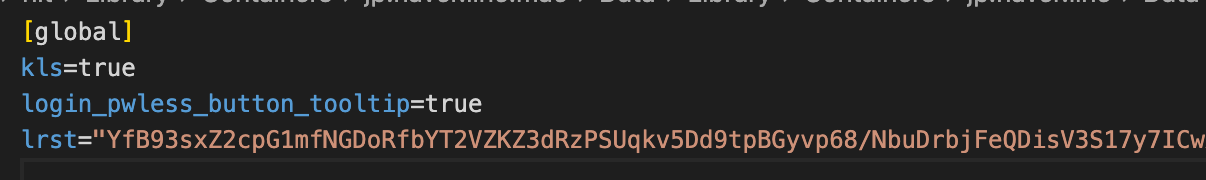 [global]
kls=true
login_pwless_button_tooltip=true
lrst="YfB93sxZ2cpG1mfNGDoRfbYT2VZKZ3dRzPSUqkv5Dd9tpBGyvp68/NbuDrbjFeQDisV3S17y7ICw